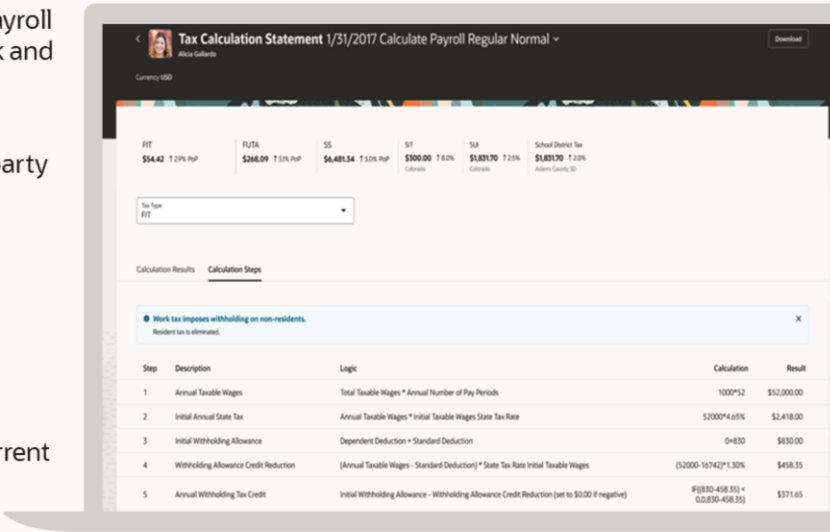 ayroll
k and
party
rrent
Tax Calculation Statement 1/31/2017 Calculate Payroll Regular Normal
Alicia Gallardo
Download
Currency USD
FIT FUTA SS SIT SUI School District Tax
$54.42 ↑ 2.9% PoP $268.09 ↑ 5.1% PoP $6,481.34 ↑ 3.0% PoP $300.00 ↑ 8.0% $1,831.70 ↑ 2.5% $1,831.70 ↑ 2.0%
Colorado Colorado Adams County SD
Tax Type
FIT
Calculation Results Calculation Steps
Work tax imposes withholding on non-residents. X
Resident tax is eliminated.
Step Description Logic Calculation Result
1 Annual Taxable Wages Total Taxable Wages * Annual Number of Pay Periods 1000*52 $52,000.00
2 Initial Annual State Tax Annual Taxable Wages * Initial Taxable Wages State Tax Rate 52000*4.65% $2,418.00
3 Initial Withholding Allowance Dependent Deduction + Standard Deduction 0+830 $830.00
4 Withholding Allowance Credit Reduction (Annual Taxable Wages - Standard Deduction) * State Tax Rate Initial Taxable Wages (52000-16742)*1.30% $458.35
5 Annual Withholding Tax Credit Initial Withholding Allowance - Withholding Allowance Credit Reduction (set to $0.00 if negative) IF((830-458.35) < 0,0,830-458.35) $371.65